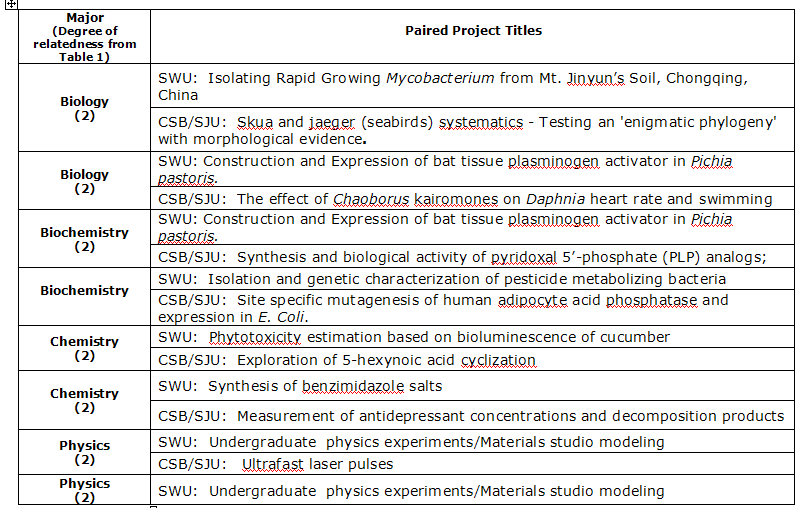 Major
(Degree of
relatedness from
Table 1)
Paired Project Titles
Biology
(2)
SWU:  Isolating Rapid Growing Mycobacterium from Mt. Jinyun’s Soil, Chongqing,
China
CSB/SJU:  Skua and jaeger (seabirds) systematics - Testing an 'enigmatic phylogeny'
with morphological evidence.
Biology
(2)
SWU: Construction and Expression of bat tissue plasminogen activator in Pichia
pastoris.
CSB/SJU:  The effect of Chaoborus kairomones on Daphnia heart rate and swimming
Biochemistry
(2)
SWU: Construction and Expression of bat tissue plasminogen activator in Pichia
pastoris.
CSB/SJU:  Synthesis and biological activity of pyridoxal 5’-phosphate (PLP) analogs;
Biochemistry
SWU:  Isolation and genetic characterization of pesticide metabolizing bacteria
CSB/SJU:  Site specific mutagenesis of human adipocyte acid phosphatase and
expression in E. Coli.
Chemistry
(2)
SWU:  Phytotoxicity estimation based on bioluminescence of cucumber
CSB/SJU:  Exploration of 5-hexynoic acid cyclization
Chemistry
(2)
SWU:  Synthesis of benzimidazole salts
CSB/SJU:  Measurement of antidepressant concentrations and decomposition products
Physics
(2)
SWU:  Undergraduate  physics experiments/Materials studio modeling
CSB/SJU:   Ultrafast laser pulses
Physics
(2)
SWU:  Undergraduate  physics experiments/Materials studio modeling